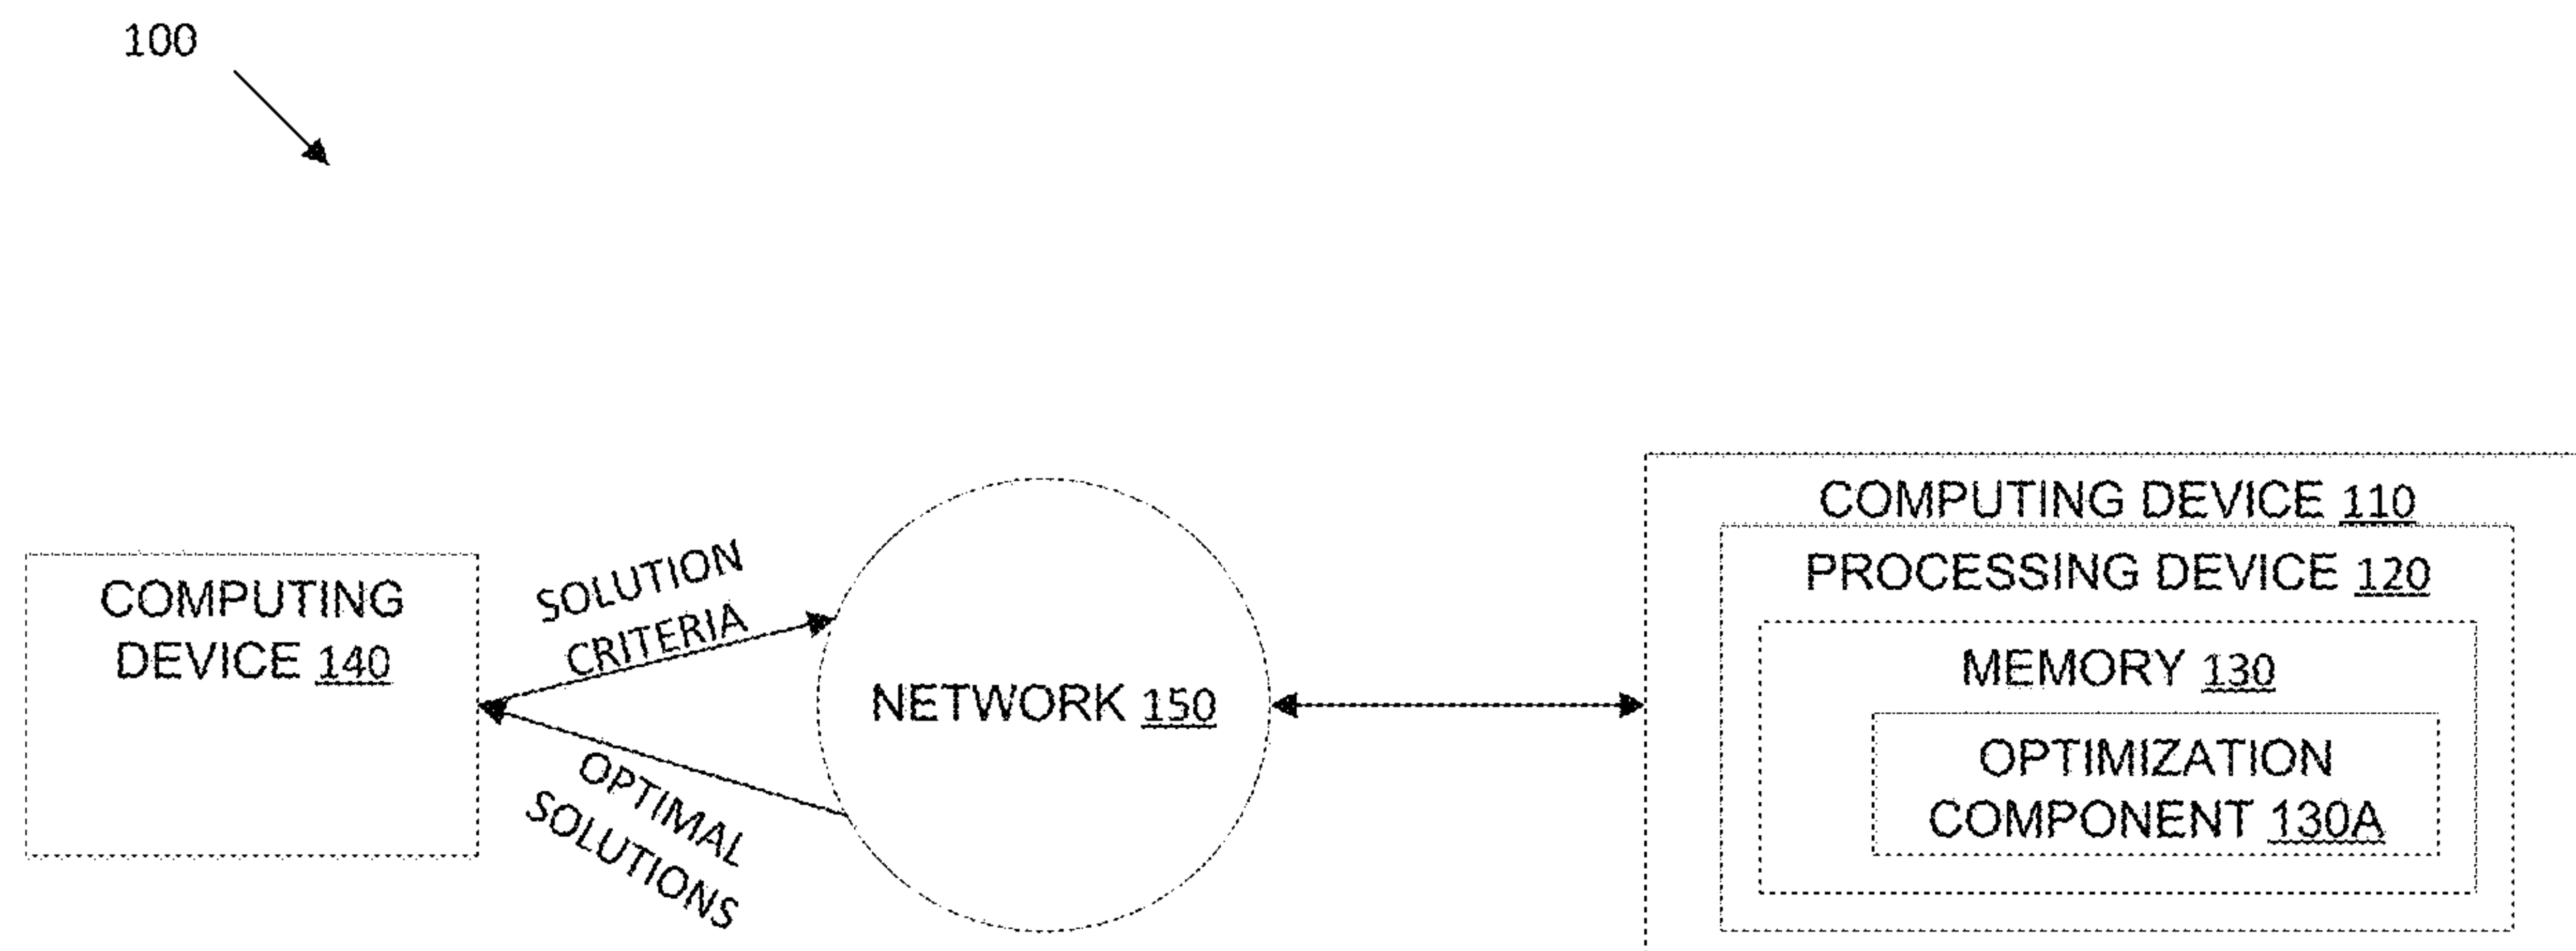 100
COMPUTING
DEVICE 140
SOLUTION
CRITERIA
OPTIMAL
SOLUTIONS
NETWORK 150
COMPUTING DEVICE 110
PROCESSING DEVICE 120
MEMORY 130
OPTIMIZATION
COMPONENT 130A